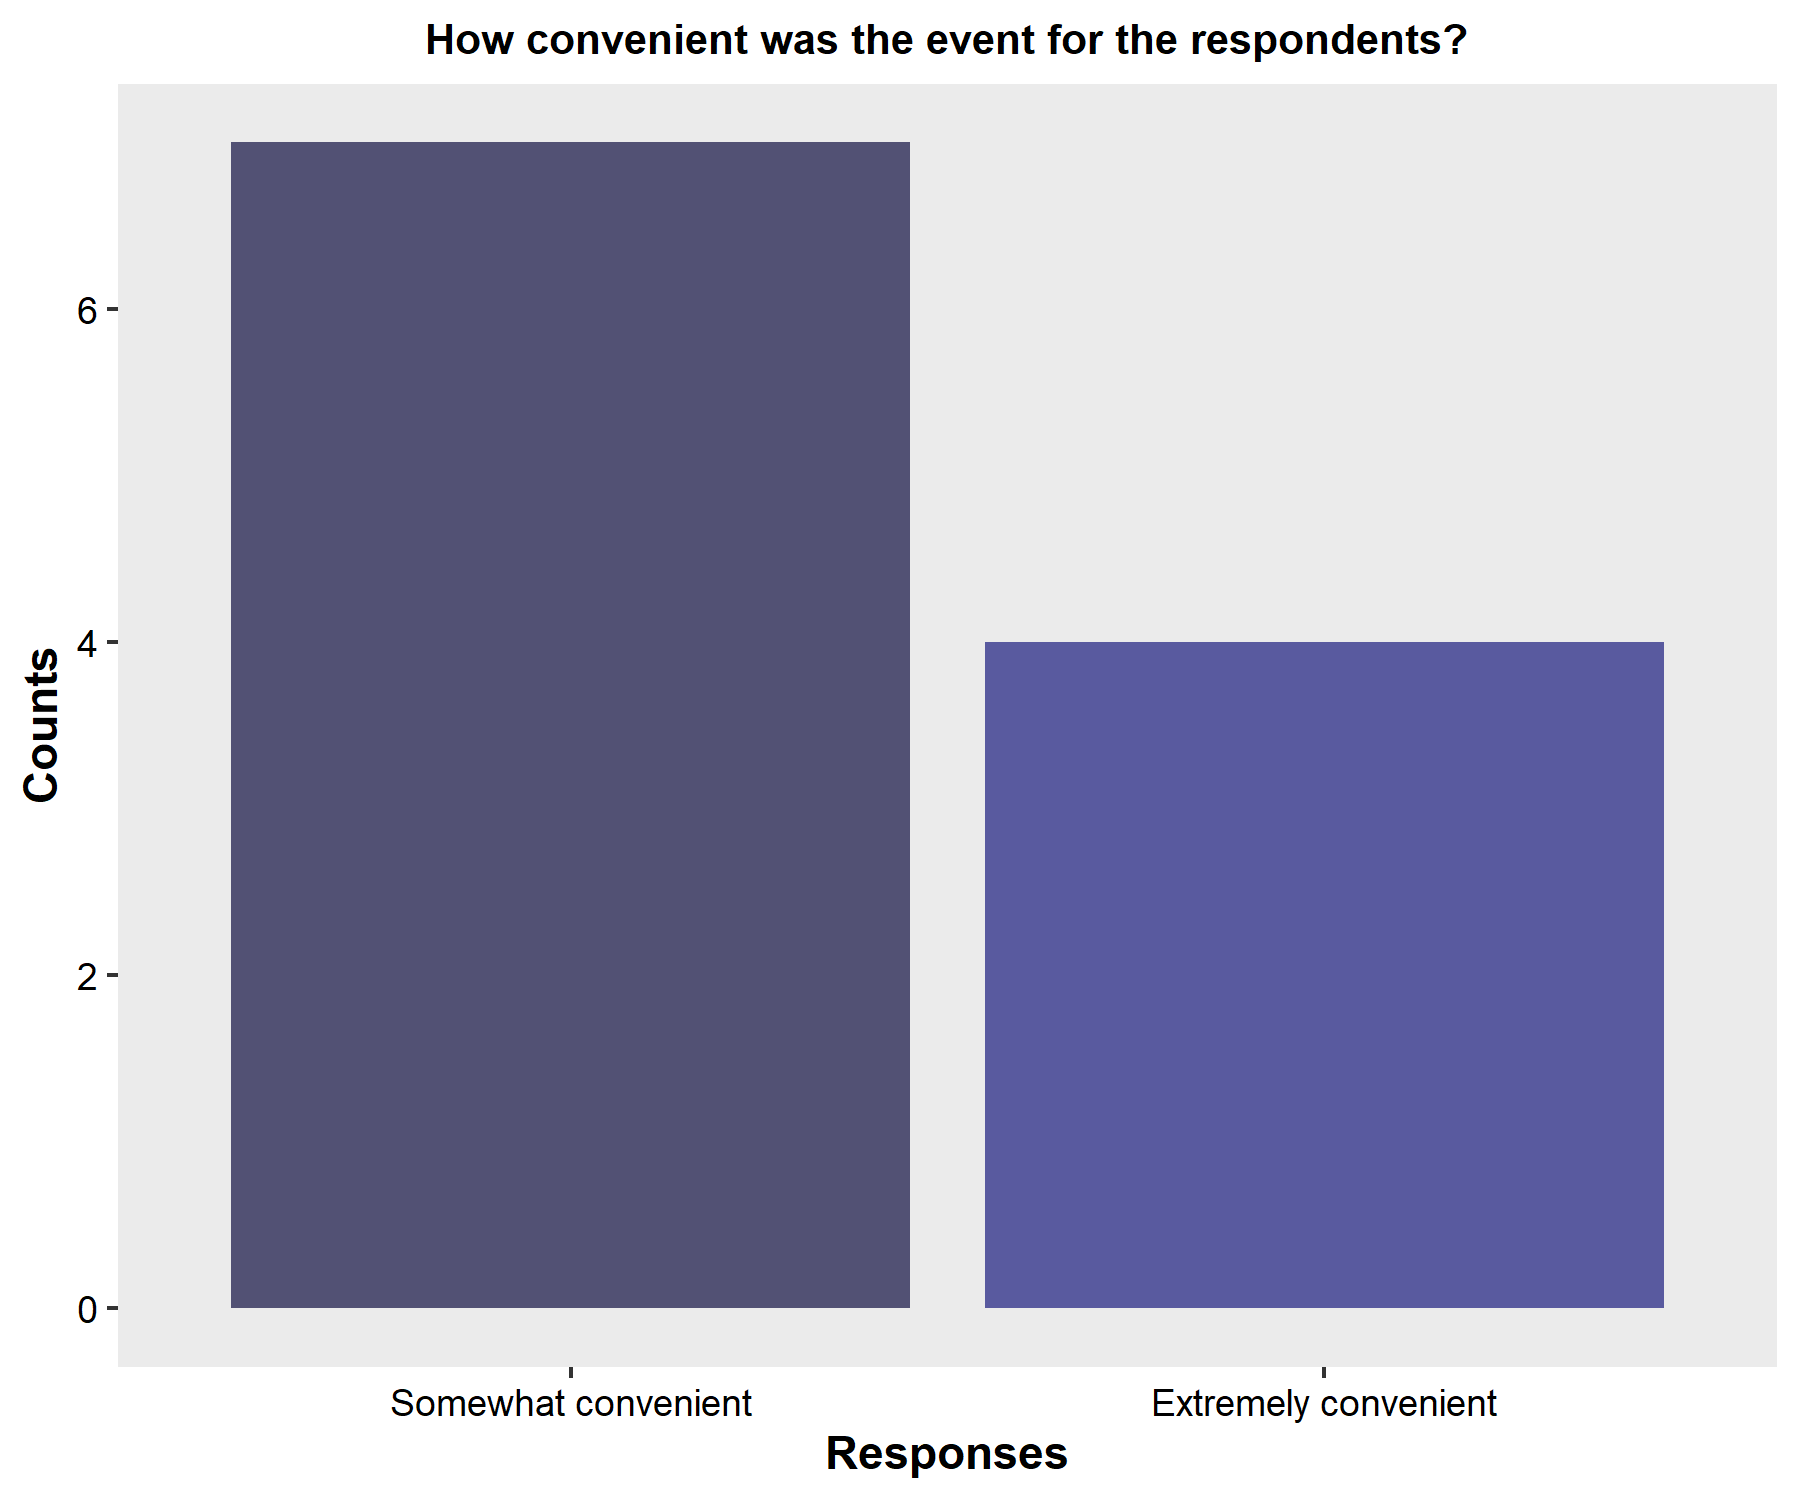 How convenient was the event for the respondents?
Counts
6
4
2
0
Somewhat convenient
Extremely convenient
Responses